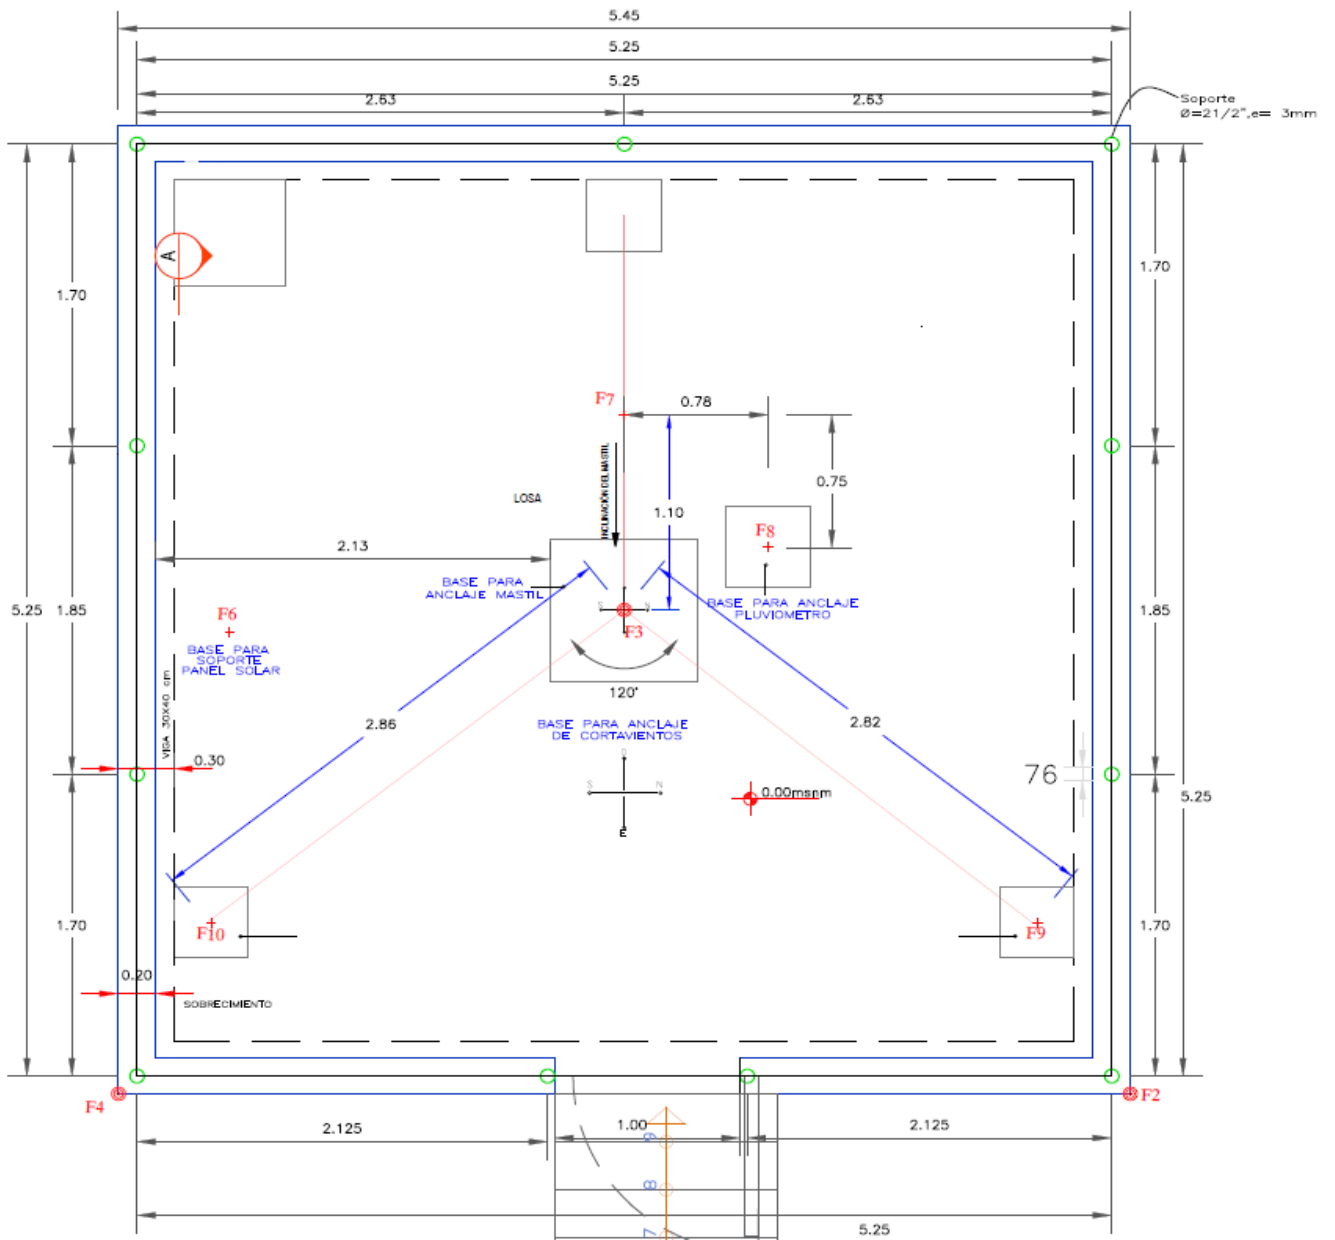 5.45
5.25
5.25
2.63
2.63
Soporte
Ø=21/2",e= 3mm
A
1.70
1.70
F7
0.78
0.75
INCLINACIÓN DEL MASTIL
LOSA
1.10
F8
2.13
BASE PARA
ANCLAJE MASTIL
BASE PARA ANCLAJE
PLUVIOMETRO
S
N
F3
5.25
1.85
1.85
F6
BASE PARA
SOPORTE
PANEL SOLAR
120°
VIGA 30X40 cm
2.86
2.82
BASE PARA ANCLAJE
DE CORTAVIENTOS
0.30
O
S
N
E
0.00msnm
76
5.25
1.70
1.70
F10
F9
0.20
SOBRECIMIENTO
F4
F2
2.125
1.00
2.125
9
8
7
5.25